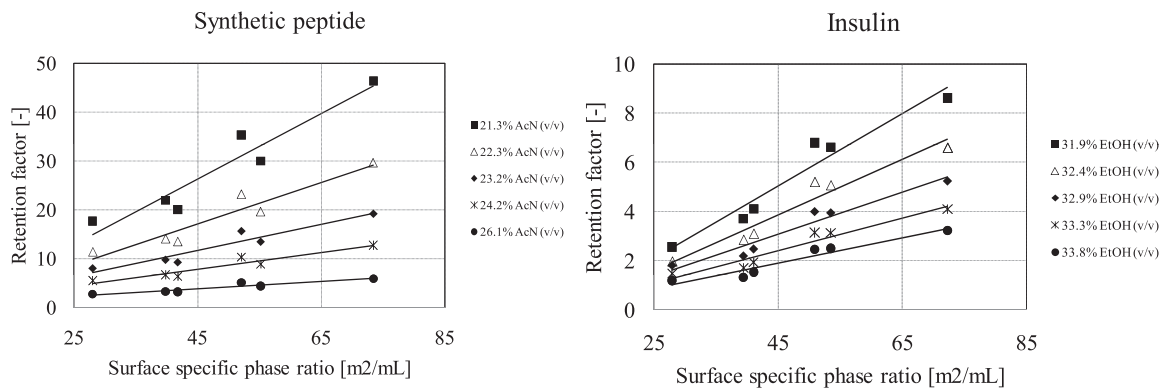 Synthetic peptide
Retention factor [-]
50
40
30
20
10
0
25
45
65
85
Surface specific phase ratio [m2/mL]
21.3% AcN (v/v)
22.3% AcN (v/v)
23.2% AcN (v/v)
24.2% AcN (v/v)
26.1% AcN (v/v)
Insulin
Retention factor [-]
10
8
6
4
2
0
25
45
65
85
Surface specific phase ratio [m2/mL]
31.9% EtOH (v/v)
32.4% EtOH (v/v)
32.9% EtOH (v/v)
33.3% EtOH (v/v)
33.8% EtOH (v/v)